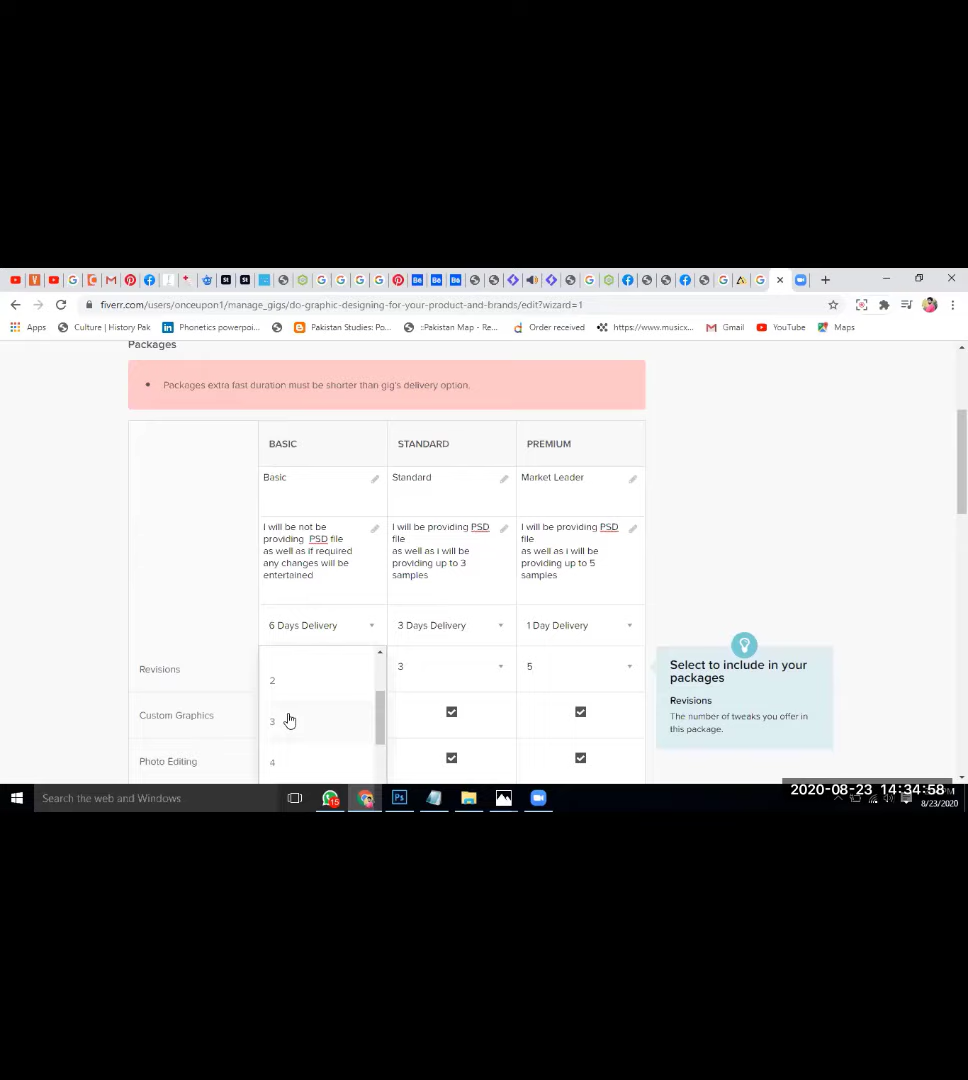 fiverr.com/users/onceupon1/manage_gigs/do-graphic-designing-for-your-product-and-brands/edit?wizard=1
Apps Culture | History Pak Phonetics powerpoi... Pakistan Studies: Po... ::Pakistan Map - Re... Order received https://www.musicx... Gmail YouTube Maps
Packages
Packages extra fast duration must be shorter than gig's delivery option.
BASIC STANDARD PREMIUM
Basic Standard Market Leader
I will be not be
providing PSD file
as well as if required
any changes will be
entertained
I will be providing PSD
file
as well as i will be
providing up to 3
samples
I will be providing PSD
file
as well as i will be
providing up to 5
samples
6 Days Delivery 3 Days Delivery 1 Day Delivery
Revisions 3 5
2
3
4
Custom Graphics
Photo Editing
Select to include in your
packages
Revisions
The number of tweaks you offer in
this package.
Search the web and Windows
15
2020-08-23 14:34:58
8/23/2020